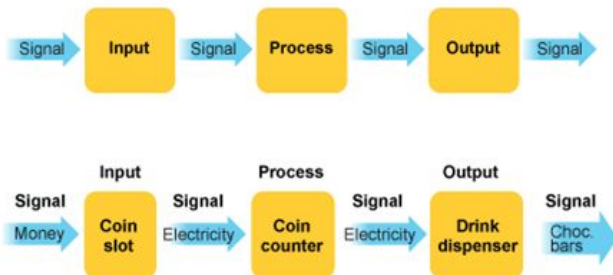 Signal Input Signal Process Signal Output Signal
Input Process Output
Signal Signal Signal Signal
Money Coin slot Electricity Coin counter Electricity Drink dispenser Choc. bars